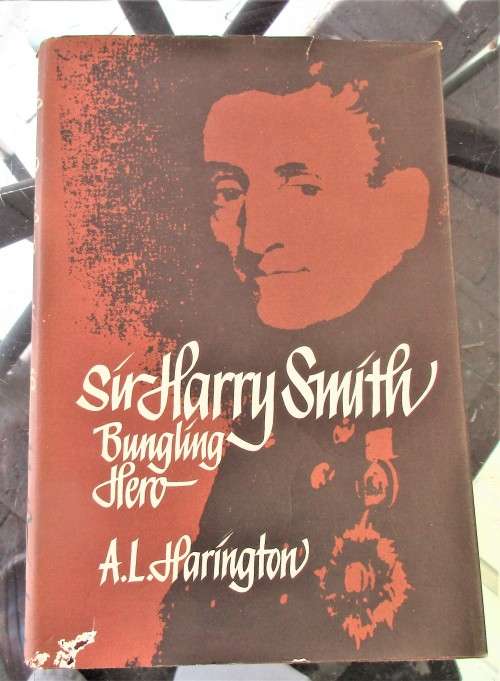 Sir Harry Smith
Bungling
Hero
A.L. Harington